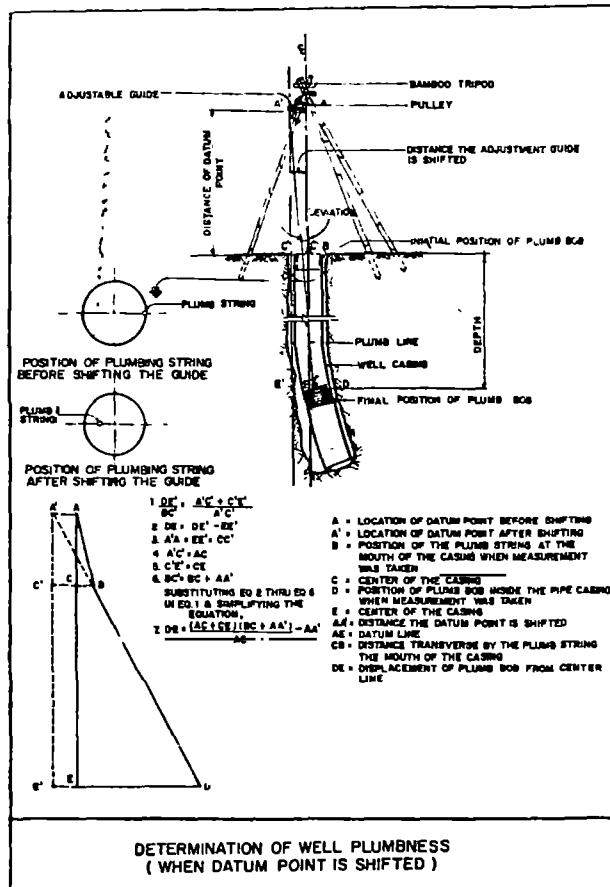 BAMBOO TRIPOD
ADJUSTABLE GUIDE
A' A
PULLEY
DISTANCE OF DATUM
POINT
DISTANCE THE ADJUSTMENT GUIDE
IS SHIFTED
DEVIATION
C' C B
INITIAL POSITION OF PLUMB BOB
PLUMB STRING
PLUMB LINE
WELL CASING
DEPTH
POSITION OF PLUMBING STRING
BEFORE SHIFTING THE GUIDE
E' D
FINAL POSITION OF PLUMB BOB
PLUMB
STRING
POSITION OF PLUMBING STRING
AFTER SHIFTING THE GUIDE
A' A
C' C B
E' E D
1. DE' / BC' = A'C' + C'E' / A'C'
2. DE = DE' - EE'
3. A'A = EE' = CC'
4. A'C' = AC
5. C'E' = CE
6. BC' = BC + AA'
SUBSTITUTING EQ 2 THRU EQ 6
IN EQ. 1 & SIMPLIFYING THE
EQUATION,
7. DE = (AC + CE) (BC + AA') / AC - AA'
A = LOCATION OF DATUM POINT BEFORE SHIFTING
A' = LOCATION OF DATUM POINT AFTER SHIFTING
B = POSITION OF THE PLUMB STRING AT THE
MOUTH OF THE CASING WHEN MEASUREMENT
WAS TAKEN
C = CENTER OF THE CASING
D = POSITION OF PLUMB BOB INSIDE THE PIPE CASING
WHEN MEASUREMENT WAS TAKEN
E = CENTER OF THE CASING
AA' = DISTANCE THE DATUM POINT IS SHIFTED
AE = DATUM LINE
CB = DISTANCE TRANSVERSE BY THE PLUMB STRING
THE MOUTH OF THE CASING
DE = DISPLACEMENT OF PLUMB BOB FROM CENTER
LINE
DETERMINATION OF WELL PLUMBNESS
( WHEN DATUM POINT IS SHIFTED )